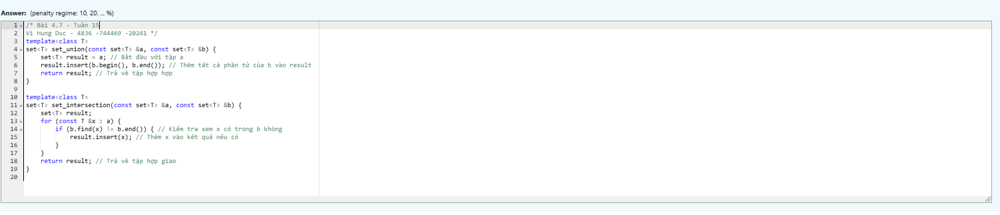 Answer: (penalty regime: 10, 20, ... %)
1 /* Bài 4.7 - Tuần 15
2 Vi Hung Duc - 4836 -744469 -20241 */
3 template<class T>
4 set<T> set_union(const set<T> &a, const set<T> &b) {
5     set<T> result = a; // Bắt đầu với tập a
6     result.insert(b.begin(), b.end()); // Thêm tất cả phần tử của b vào result
7     return result; // Trả về tập hợp hợp
8 }
9
10 template<class T>
11 set<T> set_intersection(const set<T> &a, const set<T> &b) {
12     set<T> result;
13     for (const T &x : a) {
14         if (b.find(x) != b.end()) { // Kiểm tra xem x có trong b không
15             result.insert(x); // Thêm x vào kết quả nếu có
16         }
17     }
18     return result; // Trả về tập hợp giao
19 }
20